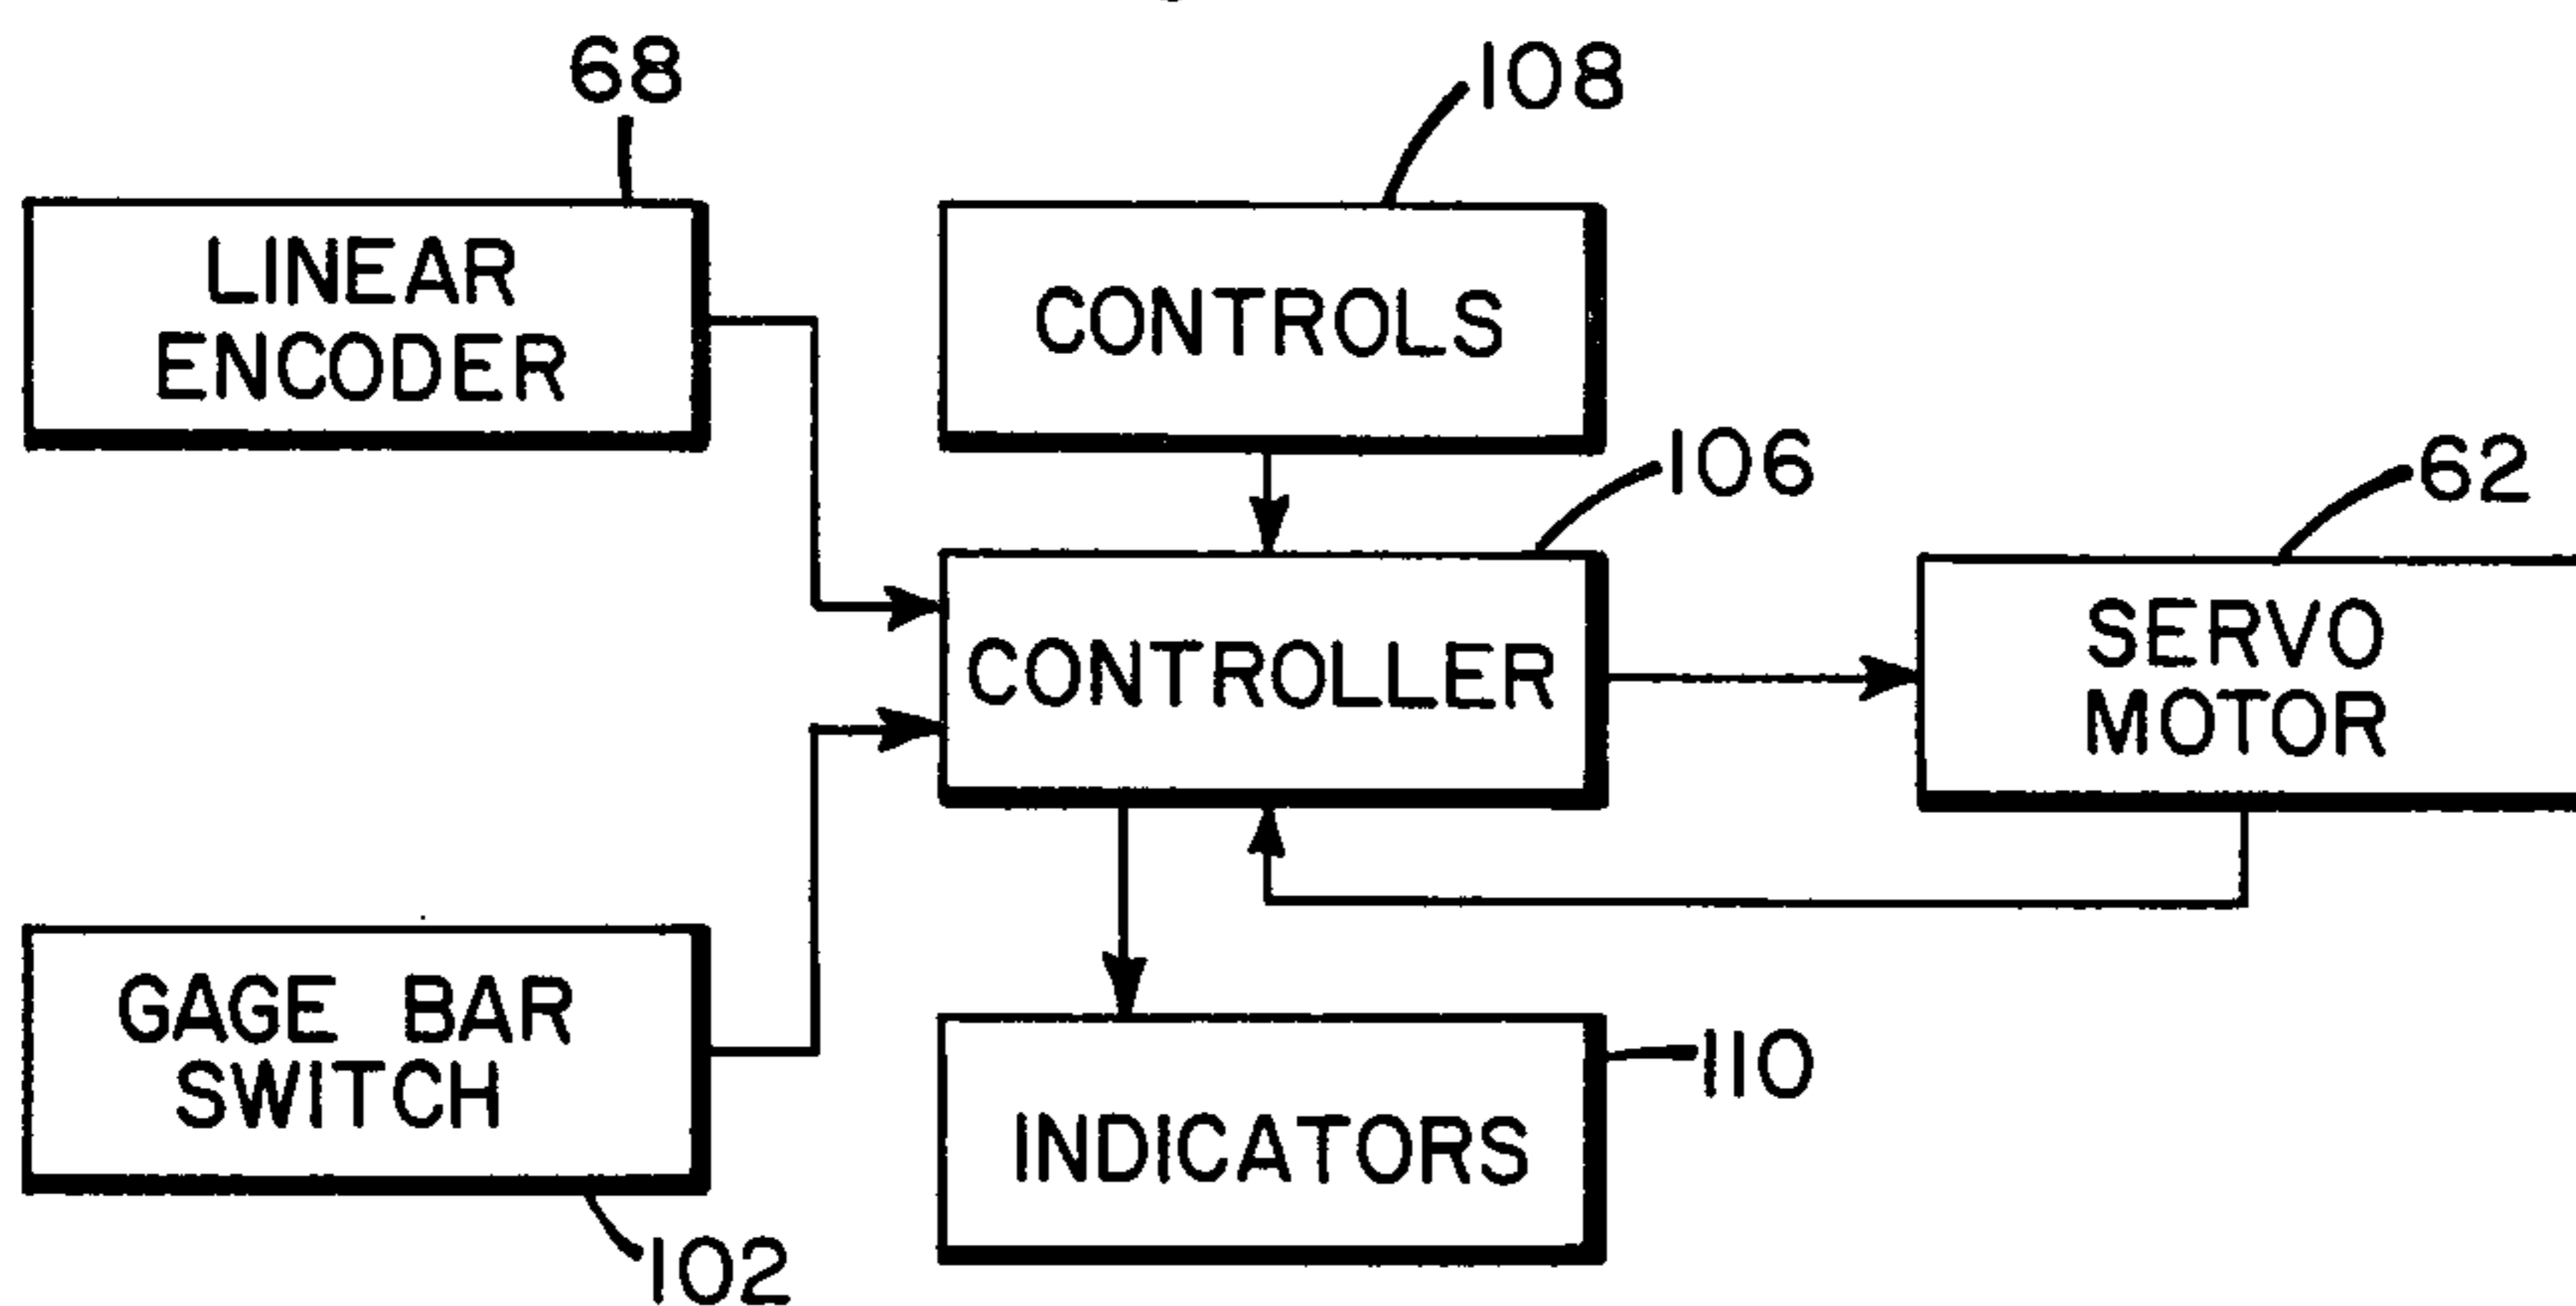 68
108
LINEAR
ENCODER
CONTROLS
106
62
CONTROLLER
SERVO
MOTOR
GAGE BAR
SWITCH
110
INDICATORS
102